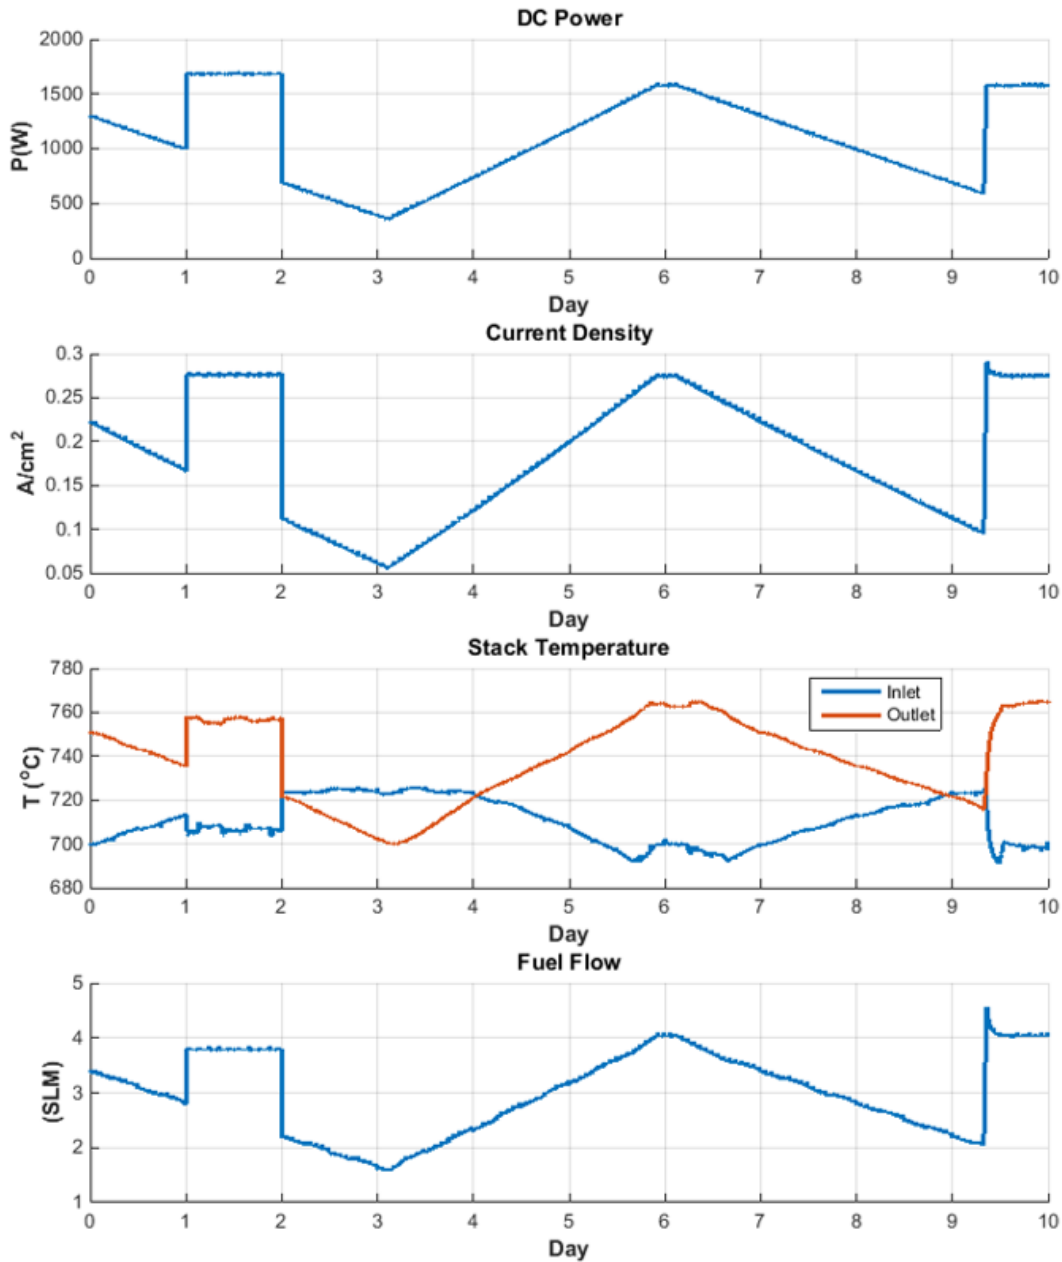 DC Power
2000
1500
1000
500
0
P(W)
0 1 2 3 4 5 6 7 8 9 10
Day
Current Density
0.3
0.25
0.2
0.15
0.1
0.05
A/cm²
0 1 2 3 4 5 6 7 8 9 10
Day
Stack Temperature
780
760
740
720
700
680
T (°C)
Inlet
Outlet
0 1 2 3 4 5 6 7 8 9 10
Day
Fuel Flow
5
4
3
2
1
(SLM)
0 1 2 3 4 5 6 7 8 9 10
Day